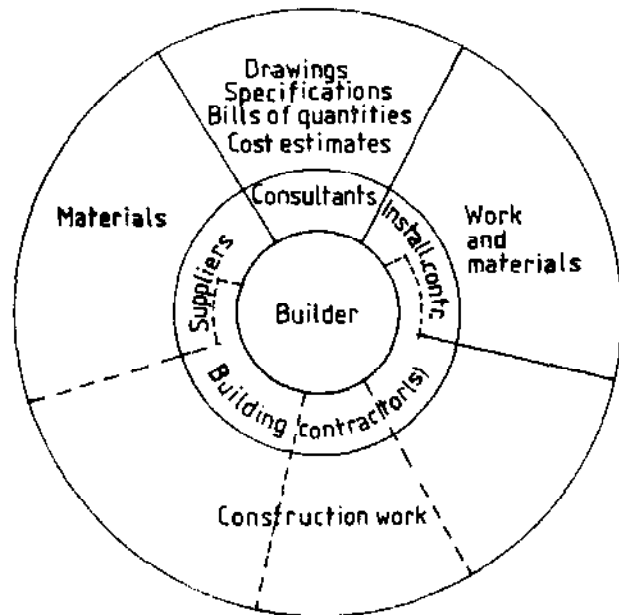 Drawings
Specifications
Bills of quantities
Cost estimates
Consultants
Materials
Suppliers
Install.contr.
Work
and
materials
Builder
Building contractor(s)
Construction work